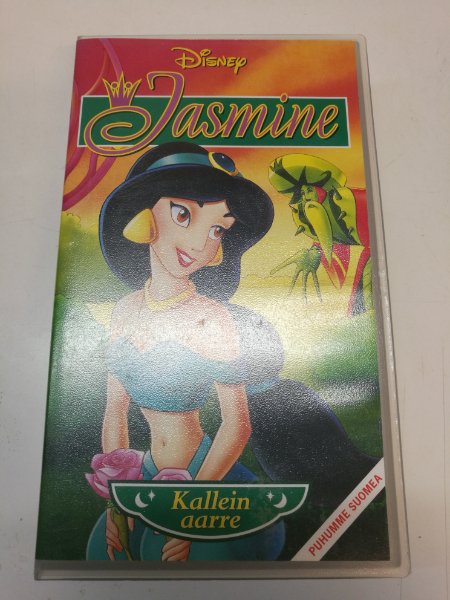 Disney
Jasmine
Kallein
aarre
PUHUMME SUOMEA